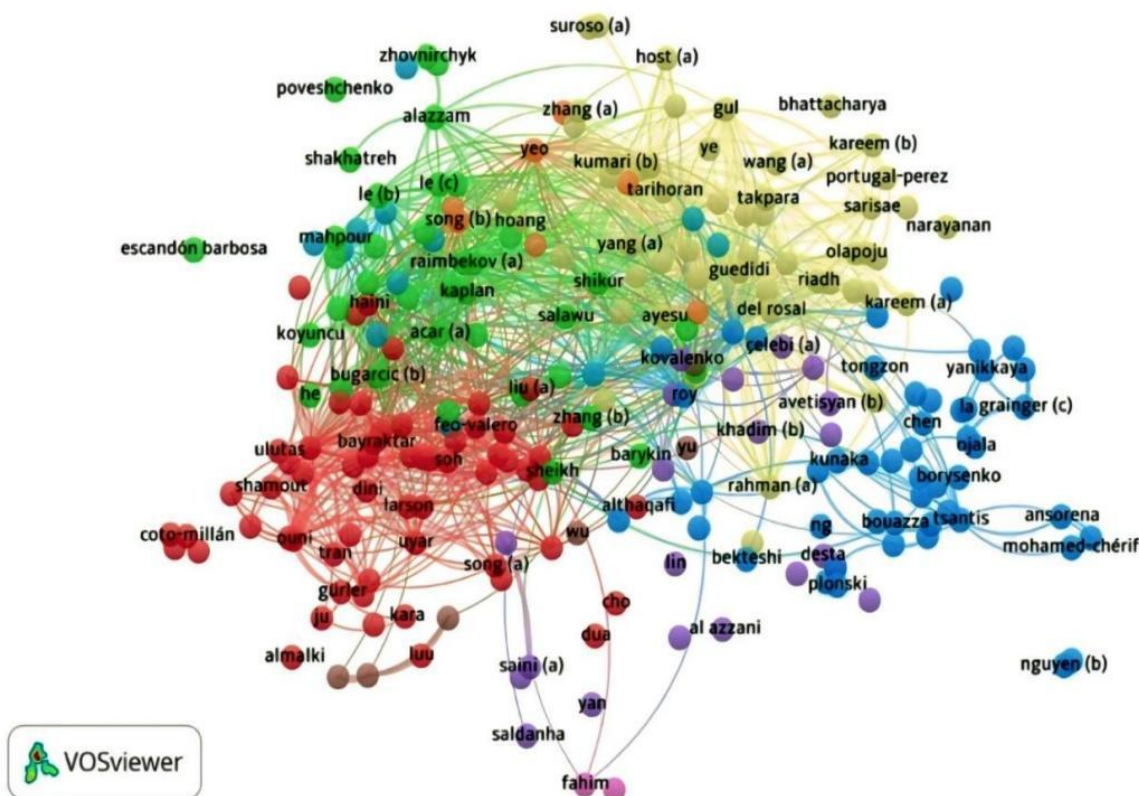 suroso (a)
zhovnirchyk
host (a)
poveshchenko
zhang (a)
gul
bhattacharya
alazzam
yeo
ye
kareem (b)
shakhatreh
kumari (b)
wang (a)
portugal-perez
le (b)
le (c)
tarihoran
takpara
sarisae
song (b)
hoang
narayanan
escandón barbosa
mahpour
yang (a)
olapoju
raimbekov (a)
guedidi
kaplan
shikur
riadh
haini
del rosal
kareem (a)
salawu
ayesu
koyuncu
acar (a)
kovalenko
çelebi (a)
tongzon
yanikkaya
bugarcic (b)
he
liu (a)
roy
avetisyan (b)
la grainger (c)
zhang (b)
chen
feo-valero
khadim (b)
ulutas
bayraktar
yu
ojala
soh
barykin
kunaka
sheikh
borysenko
shamout
dini
rahman (a)
larson
althaqafi
ansorena
coto-millán
ouni
wu
ng
bouazza
tsantis
uyar
mohamed-chérif
tran
song (a)
bekteshi
desta
lin
plonski
gürler
cho
ju
kara
dua
al azzani
almalki
luu
saini (a)
nguyen (b)
yan
saldanha
VOSviewer
fahim